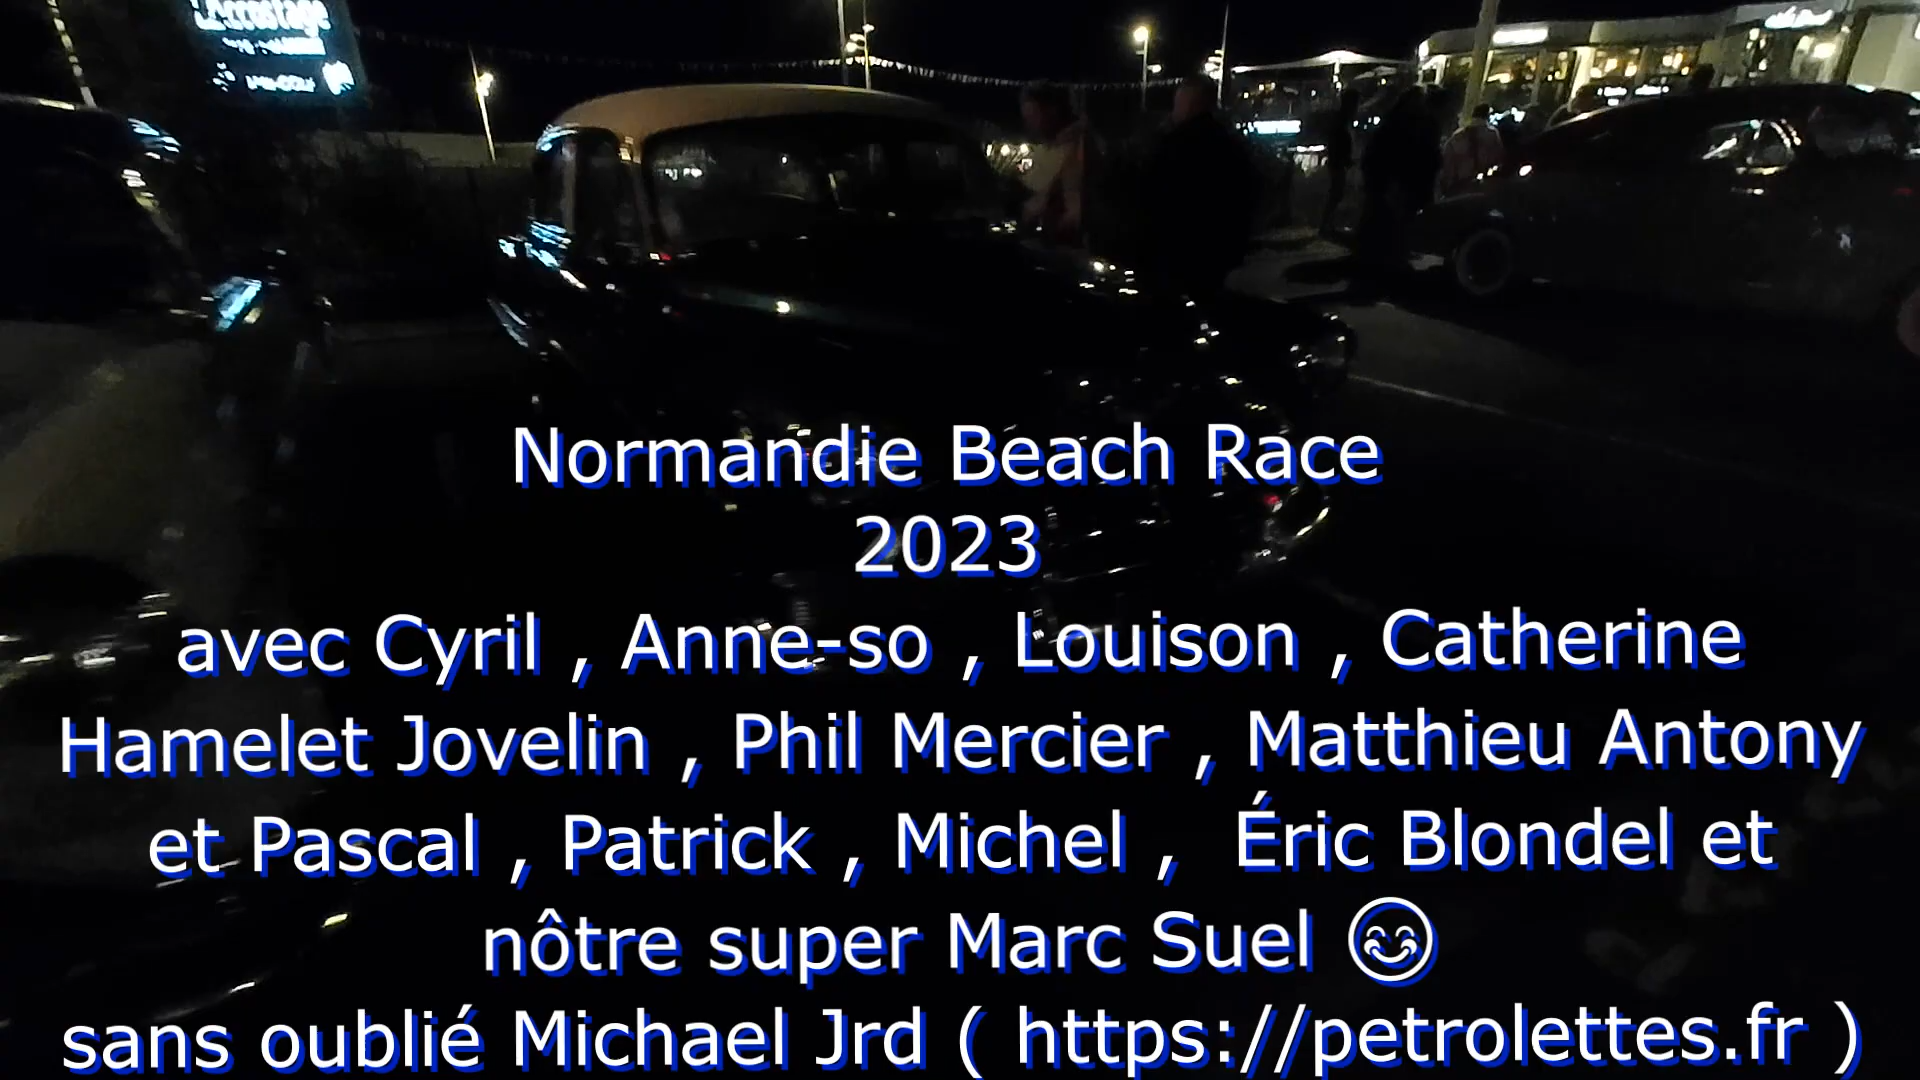 L'Accostage
Normandie Beach Race
2023
avec Cyril , Anne-so , Louison , Catherine
Hamelet Jovelin , Phil Mercier , Matthieu Antony
et Pascal , Patrick , Michel ,  Éric Blondel et
nôtre super Marc Suel 😊
sans oublié Michael Jrd ( https://petrolettes.fr )